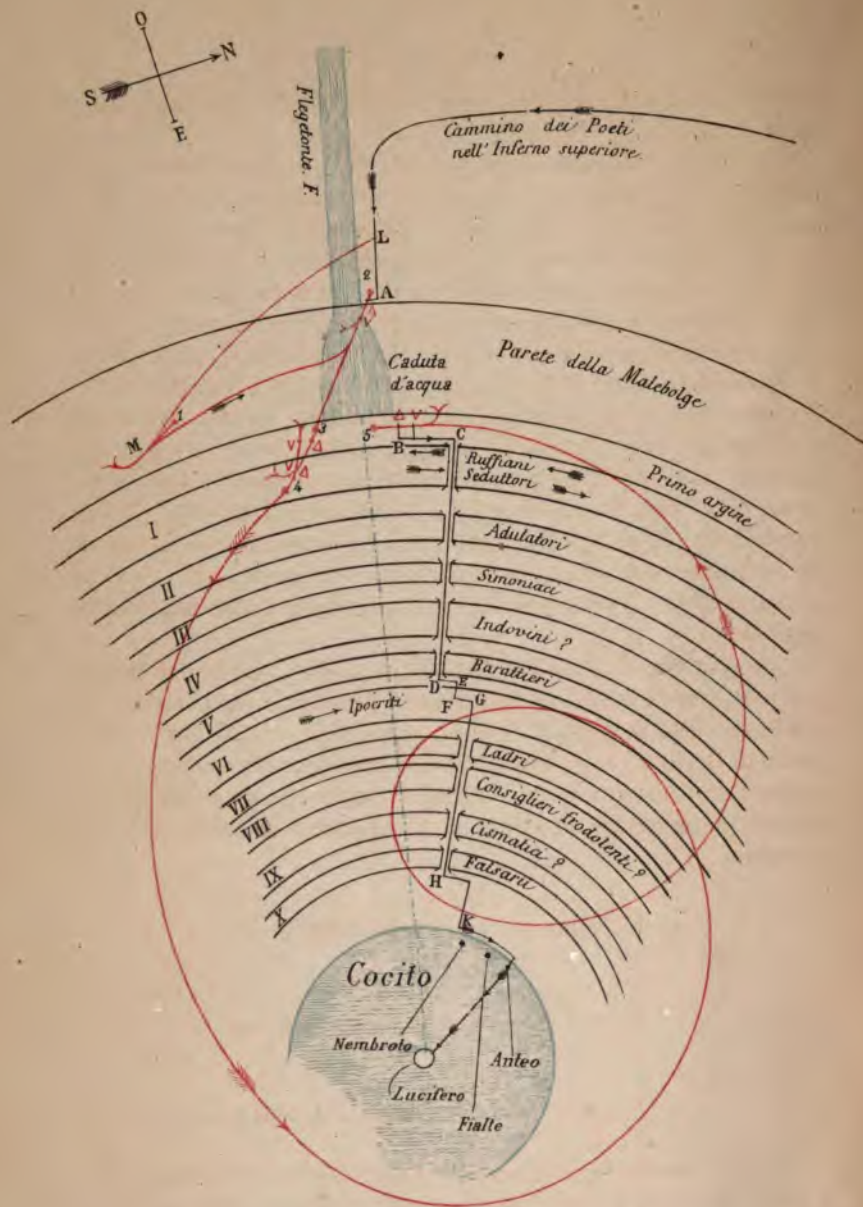 O
S
N
E
Flegetonte. F.
Cammino dei Poeti
nell'Inferno superiore.
L
2
A
Parete della Malebolge
Caduta
d'acqua
M
1
V
3
5
Δ V
B
C
V
Δ
V
Δ
4
Ruffiani
Seduttori
Primo argine
I
Adulatori
II
Simoniaci
III
Indovini ?
IV
Barattieri
V
D
E
F
G
Ipocriti
VI
Ladri
VII
Consiglieri frodolenti ?
VIII
Cismatici ?
IX
H
Falsarii
X
K
Cocito
Nembroto
Anteo
Lucifero
Fialte